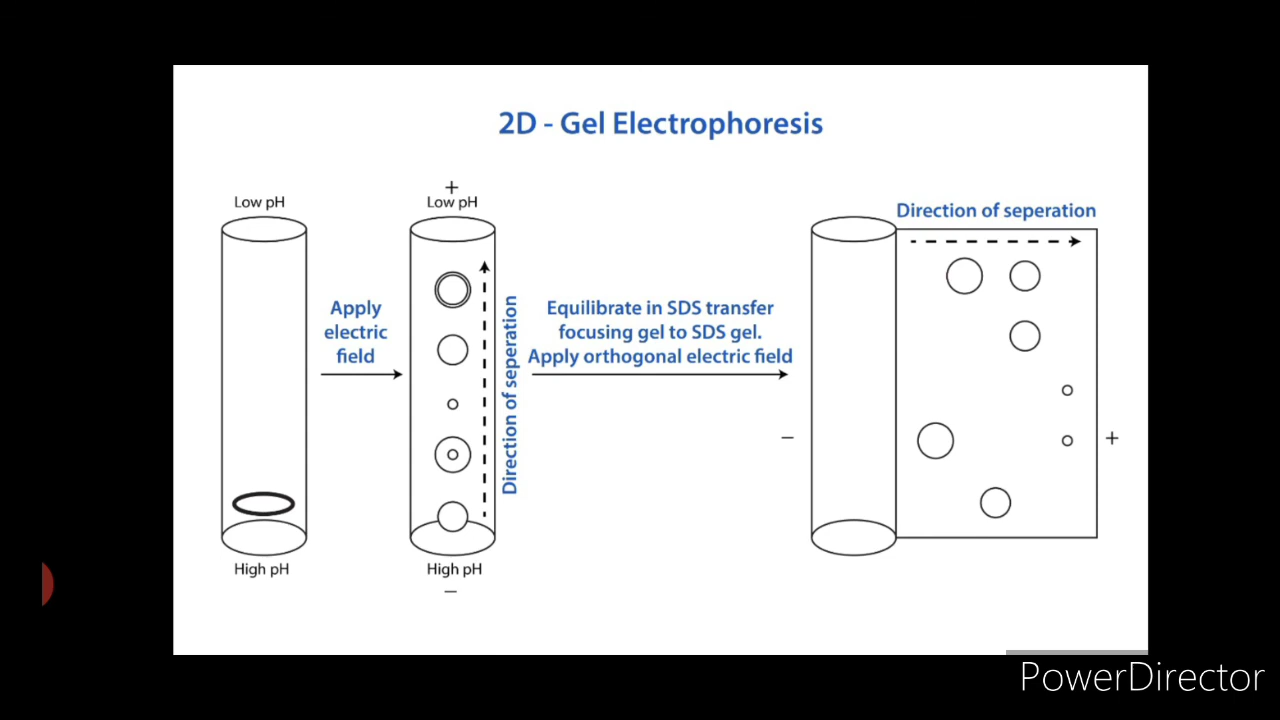 2D - Gel Electrophoresis
Low pH
+
Low pH
Direction of seperation
Apply
electric
field
Direction of seperation
Equilibrate in SDS transfer
focusing gel to SDS gel.
Apply orthogonal electric field
−
+
High pH
High pH
−
PowerDirector